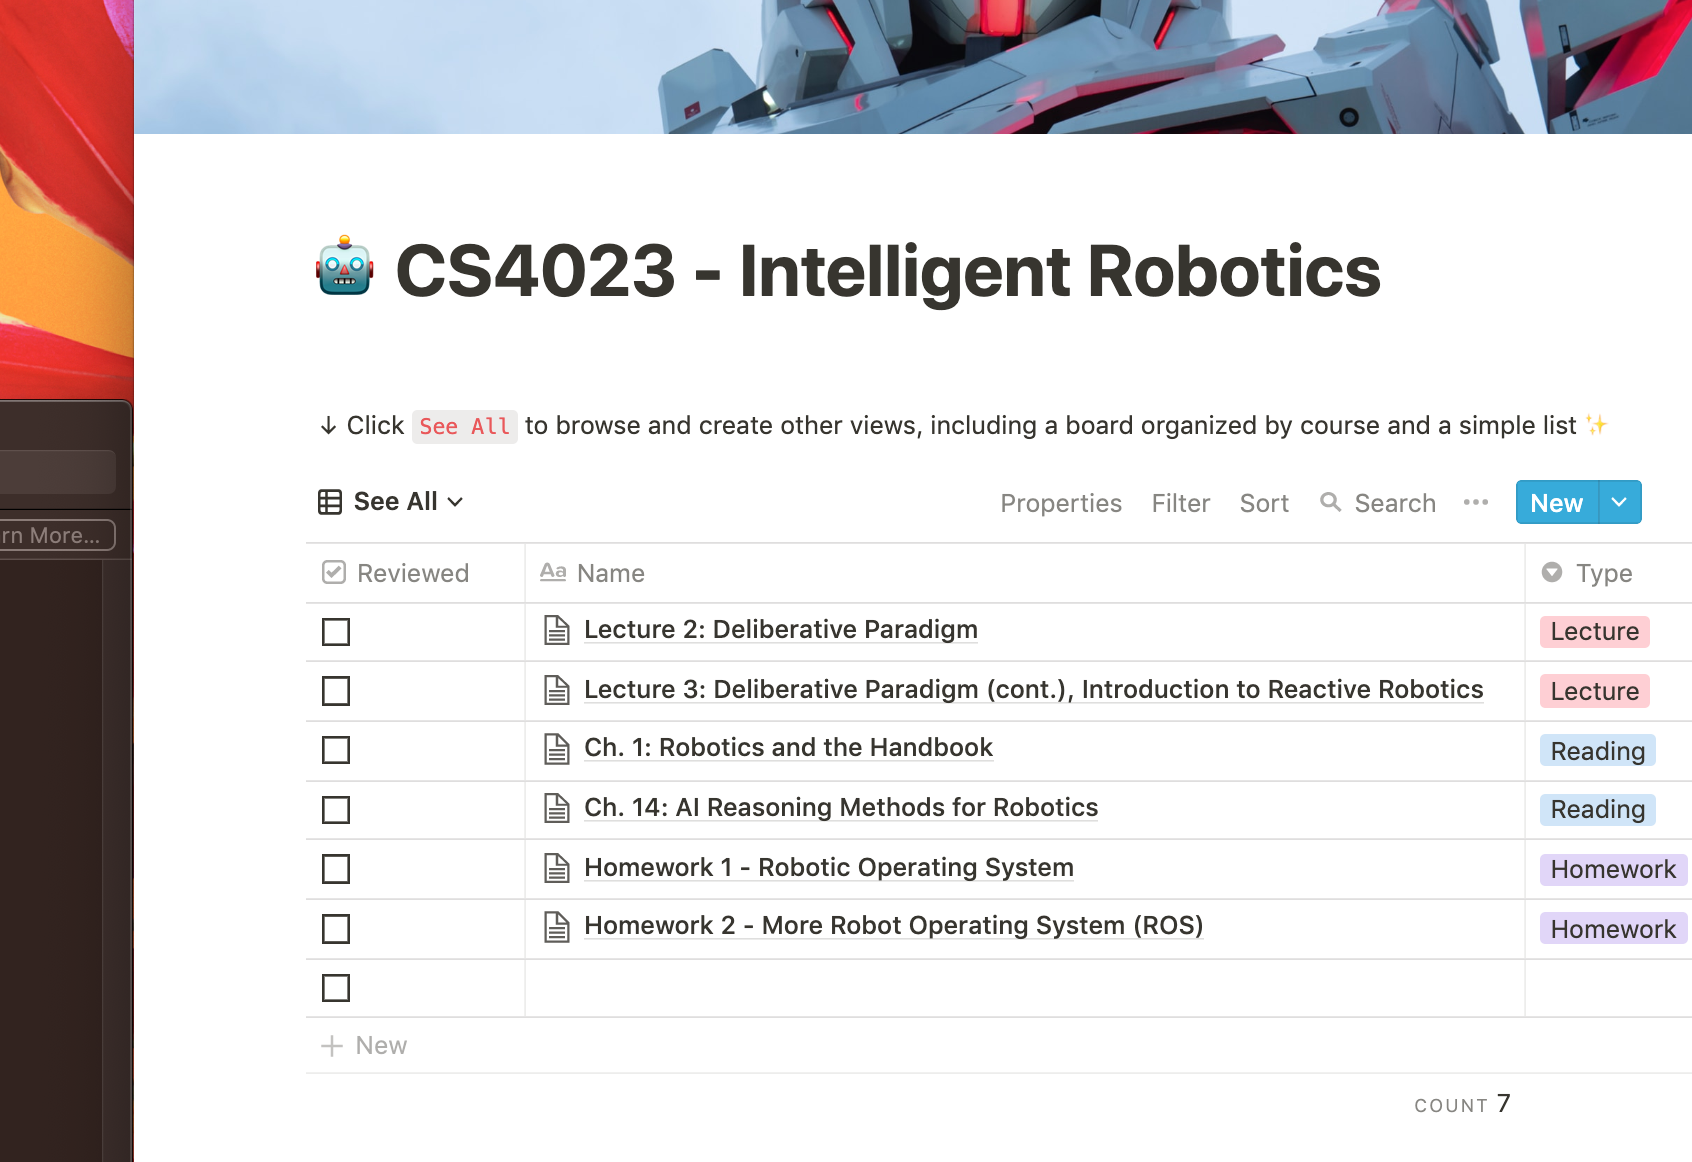 CS4023 - Intelligent Robotics
↓ Click See All to browse and create other views, including a board organized by course and a simple list ✨
See All
Properties Filter Sort Search ••• New
rn More...
Reviewed Aa Name Type
Lecture 2: Deliberative Paradigm Lecture
Lecture 3: Deliberative Paradigm (cont.), Introduction to Reactive Robotics Lecture
Ch. 1: Robotics and the Handbook Reading
Ch. 14: AI Reasoning Methods for Robotics Reading
Homework 1 - Robotic Operating System Homework
Homework 2 - More Robot Operating System (ROS) Homework
+ New
COUNT 7